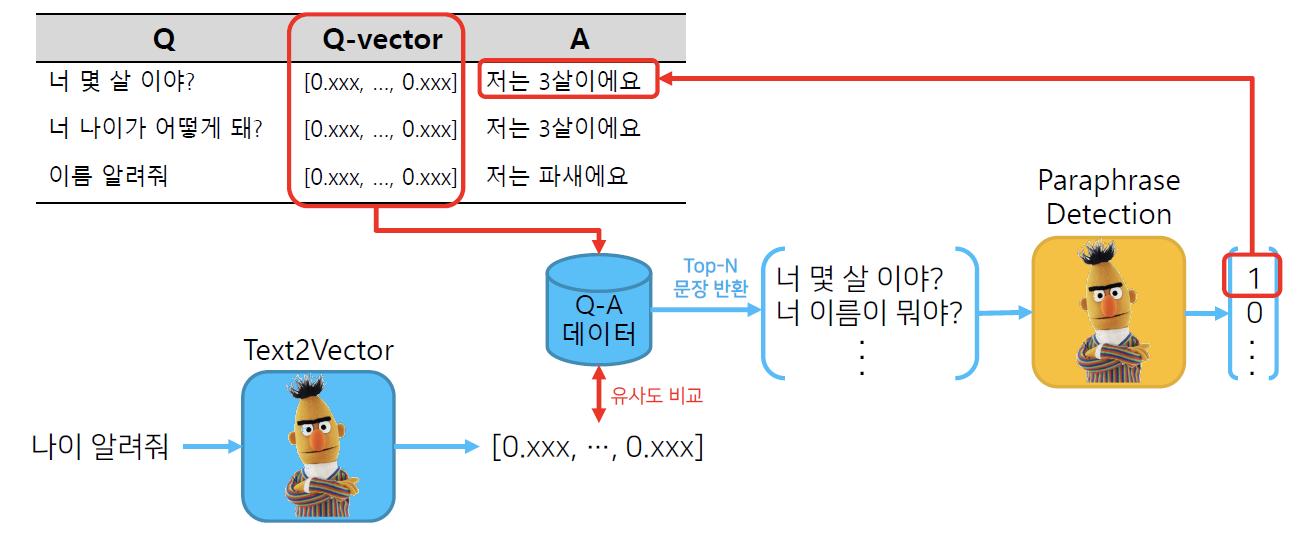 Q Q-vector A
너 몇 살 이야? [0.xxx, ..., 0.xxx] 저는 3살이에요
너 나이가 어떻게 돼? [0.xxx, ..., 0.xxx] 저는 3살이에요
이름 알려줘 [0.xxx, ..., 0.xxx] 저는 파새에요
Paraphrase
Detection
Top-N
문장 반환
Q-A
데이터
너 몇 살 이야?
너 이름이 뭐야?
:
1
0
:
Text2Vector
유사도 비교
나이 알려줘
[0.xxx, ···, 0.xxx]